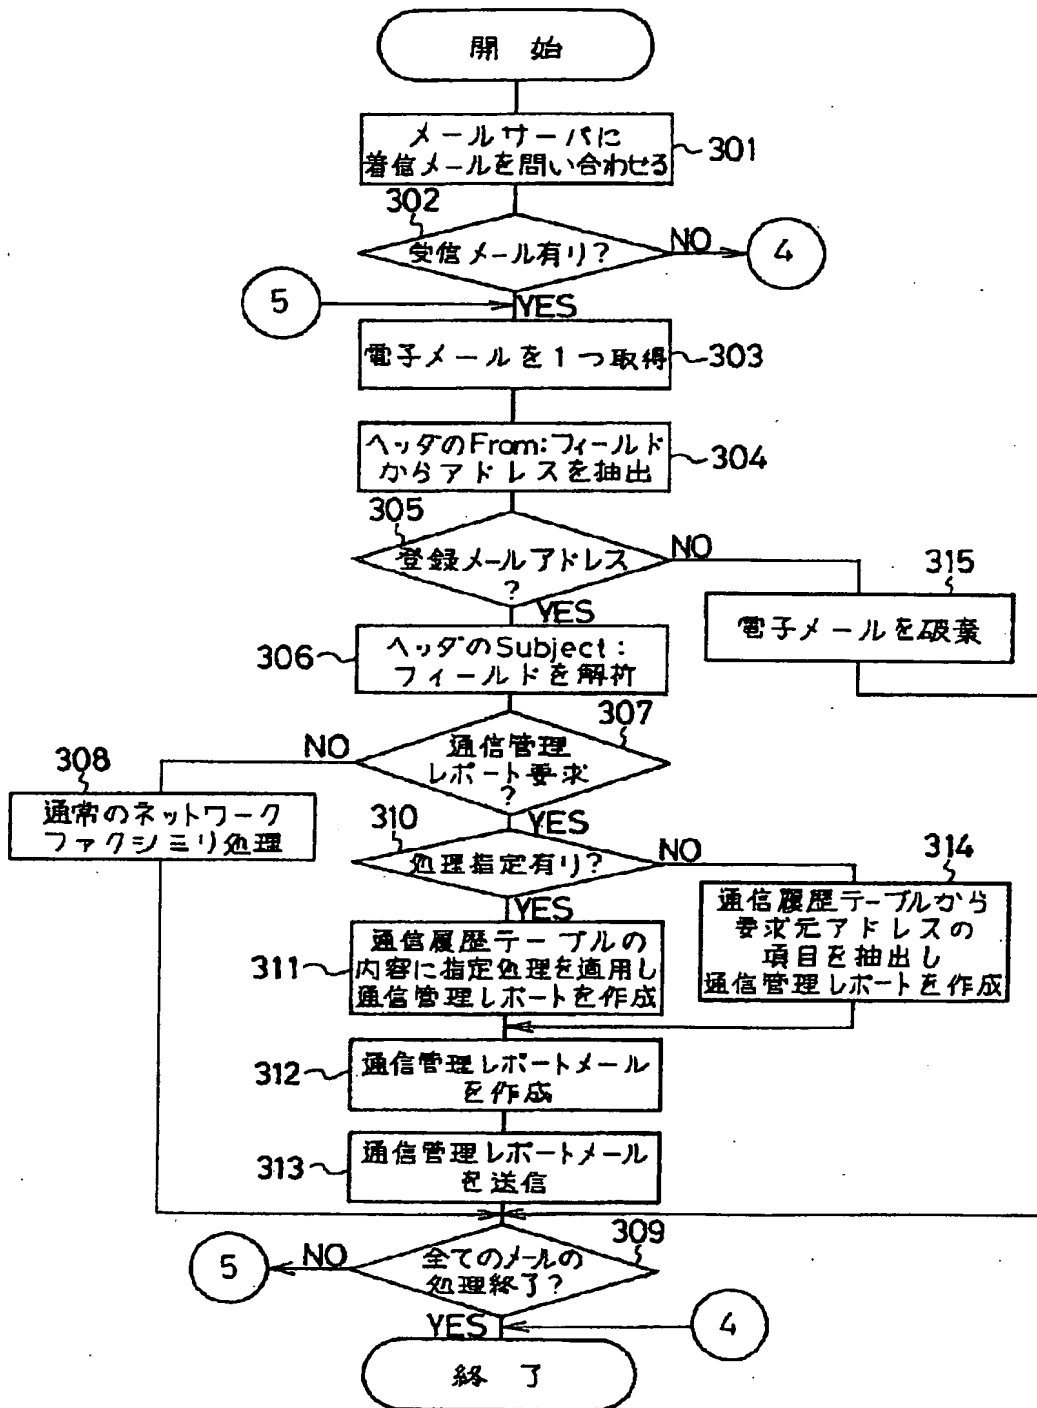 開始
メールサーバに
着信メールを問い合わせる
301
302
受信メール有り?
NO
4
5
YES
電子メールを1つ取得
303
ヘッダのFrom:フィールド
からアドレスを抽出
304
305
登録メールアドレス
?
NO
YES
315
電子メールを破棄
306
ヘッダのSubject:
フィールドを解析
307
通信管理
レポート要求
?
NO
YES
308
通常のネットワーク
ファクシミリ処理
310
処理指定有り?
NO
YES
314
通信履歴テーブルから
要求元アドレスの
項目を抽出し
通信管理レポートを作成
311
通信履歴テーブルの
内容に指定処理を適用し
通信管理レポートを作成
312
通信管理レポートメール
を作成
313
通信管理レポートメール
を送信
309
全てのメールの
処理終了?
NO
5
YES
4
終了